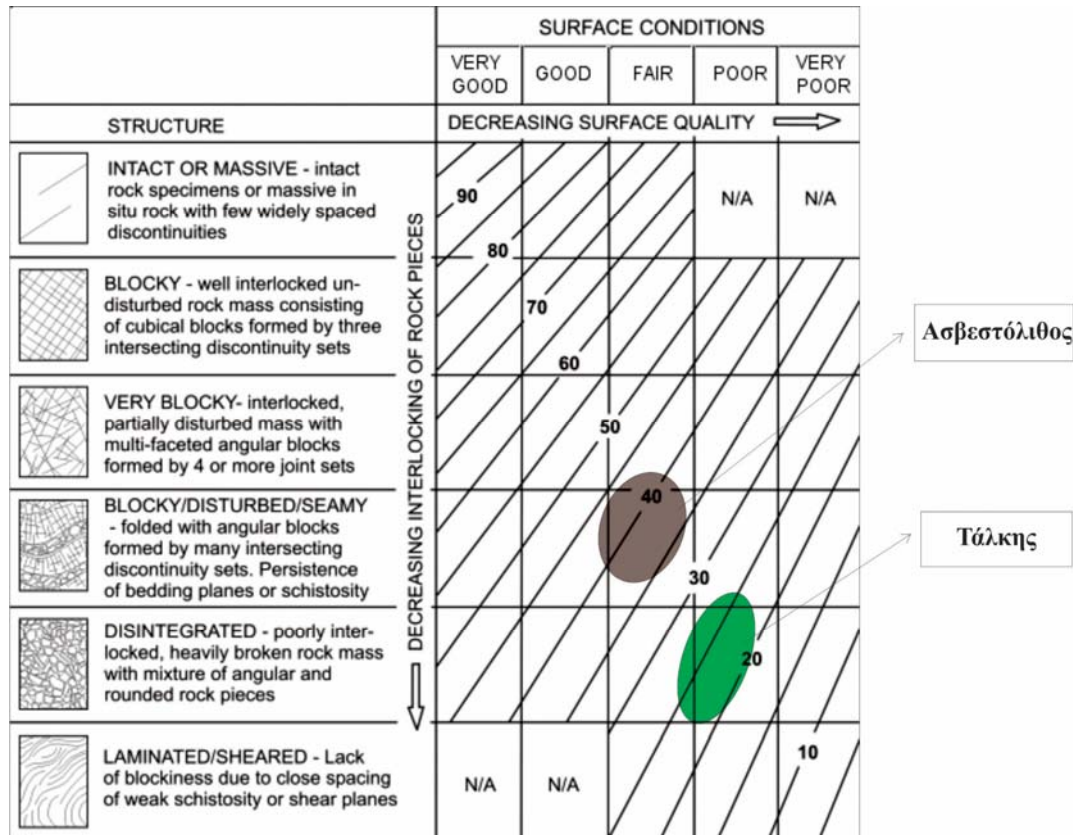 SURFACE CONDITIONS
VERY GOOD
GOOD
FAIR
POOR
VERY POOR
STRUCTURE
DECREASING SURFACE QUALITY
DECREASING INTERLOCKING OF ROCK PIECES
INTACT OR MASSIVE - intact
rock specimens or massive in
situ rock with few widely spaced
discontinuities
90
N/A
N/A
80
BLOCKY - well interlocked un-
disturbed rock mass consisting
of cubical blocks formed by three
intersecting discontinuity sets
70
60
Ασβεστόλιθος
VERY BLOCKY- interlocked,
partially disturbed mass with
multi-faceted angular blocks
formed by 4 or more joint sets
50
BLOCKY/DISTURBED/SEAMY
- folded with angular blocks
formed by many intersecting
discontinuity sets. Persistence
of bedding planes or schistosity
40
30
Τάλκης
DISINTEGRATED - poorly inter-
locked, heavily broken rock mass
with mixture of angular and
rounded rock pieces
20
LAMINATED/SHEARED - Lack
of blockiness due to close spacing
of weak schistosity or shear planes
N/A
N/A
10